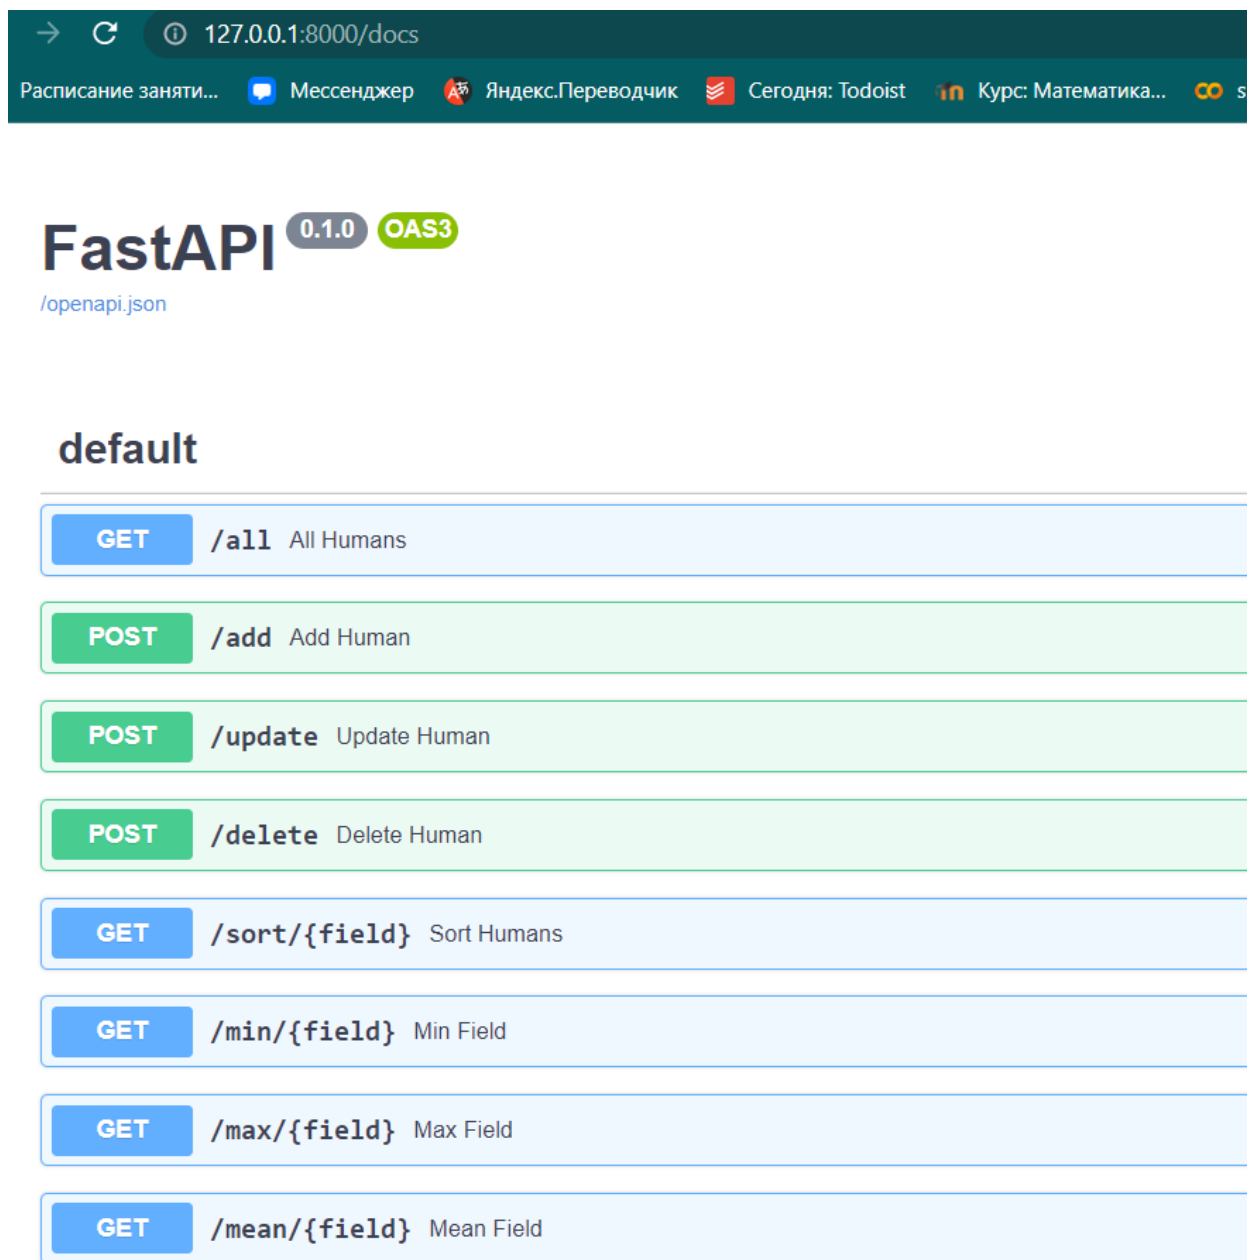 127.0.0.1:8000/docs
Расписание заняти... Мессенджер Яндекс.Переводчик Сегодня: Todoist Курс: Математика... s
FastAPI 0.1.0 OAS3
/openapi.json
default
GET /all All Humans
POST /add Add Human
POST /update Update Human
POST /delete Delete Human
GET /sort/{field} Sort Humans
GET /min/{field} Min Field
GET /max/{field} Max Field
GET /mean/{field} Mean Field